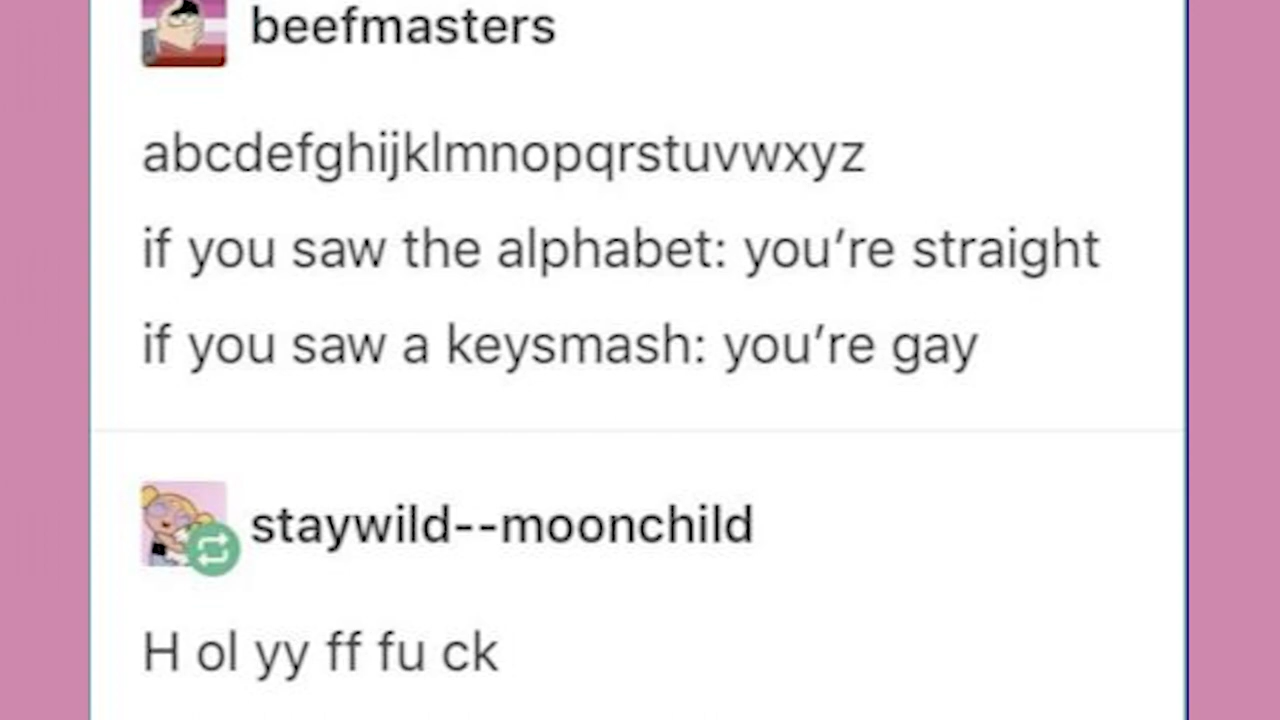 beefmasters
abcdefghijklmnopqrstuvwxyz
if you saw the alphabet: you’re straight
if you saw a keysmash: you’re gay
staywild--moonchild
H ol yy ff fu ck